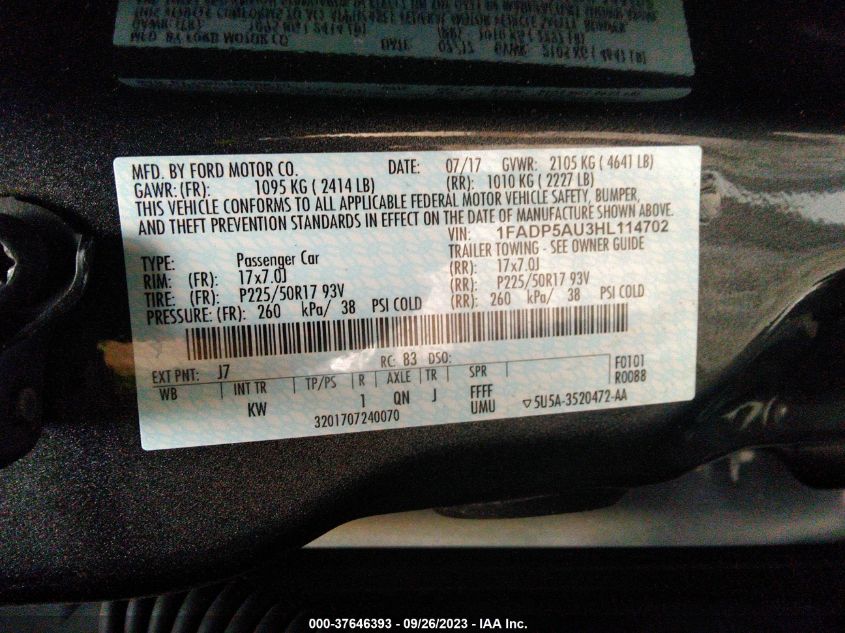 MFD. BY FORD MOTOR CO. DATE: 07/17 GVWR: 2105 KG ( 4641 LB)
GAWR: (FR): 1095 KG ( 2414 LB) (RR): 1010 KG ( 2227 LB)
THIS VEHICLE CONFORMS TO ALL APPLICABLE FEDERAL MOTOR VEHICLE SAFETY, BUMPER,
AND THEFT PREVENTION STANDARDS IN EFFECT ON THE DATE OF MANUFACTURE SHOWN ABOVE.
VIN: 1FADP5AU3HL114702
TYPE: Passenger Car TRAILER TOWING - SEE OWNER GUIDE
RIM: (FR): 17x7.0J (RR): 17x7.0J
TIRE: (FR): P225/50R17 93V (RR): P225/50R17 93V
PRESSURE: (FR): 260 kPa/ 38 PSI COLD (RR): 260 kPa/ 38 PSI COLD
EXT PNT: J7 RC: 83 DSO: F0101
WB INT TR TP/PS R AXLE TR SPR R0088
KW 1 QN J FFFF
UMU
3201707240070 ▽5U5A-3520472-AA
000-37646393 - 09/26/2023 - IAA Inc.